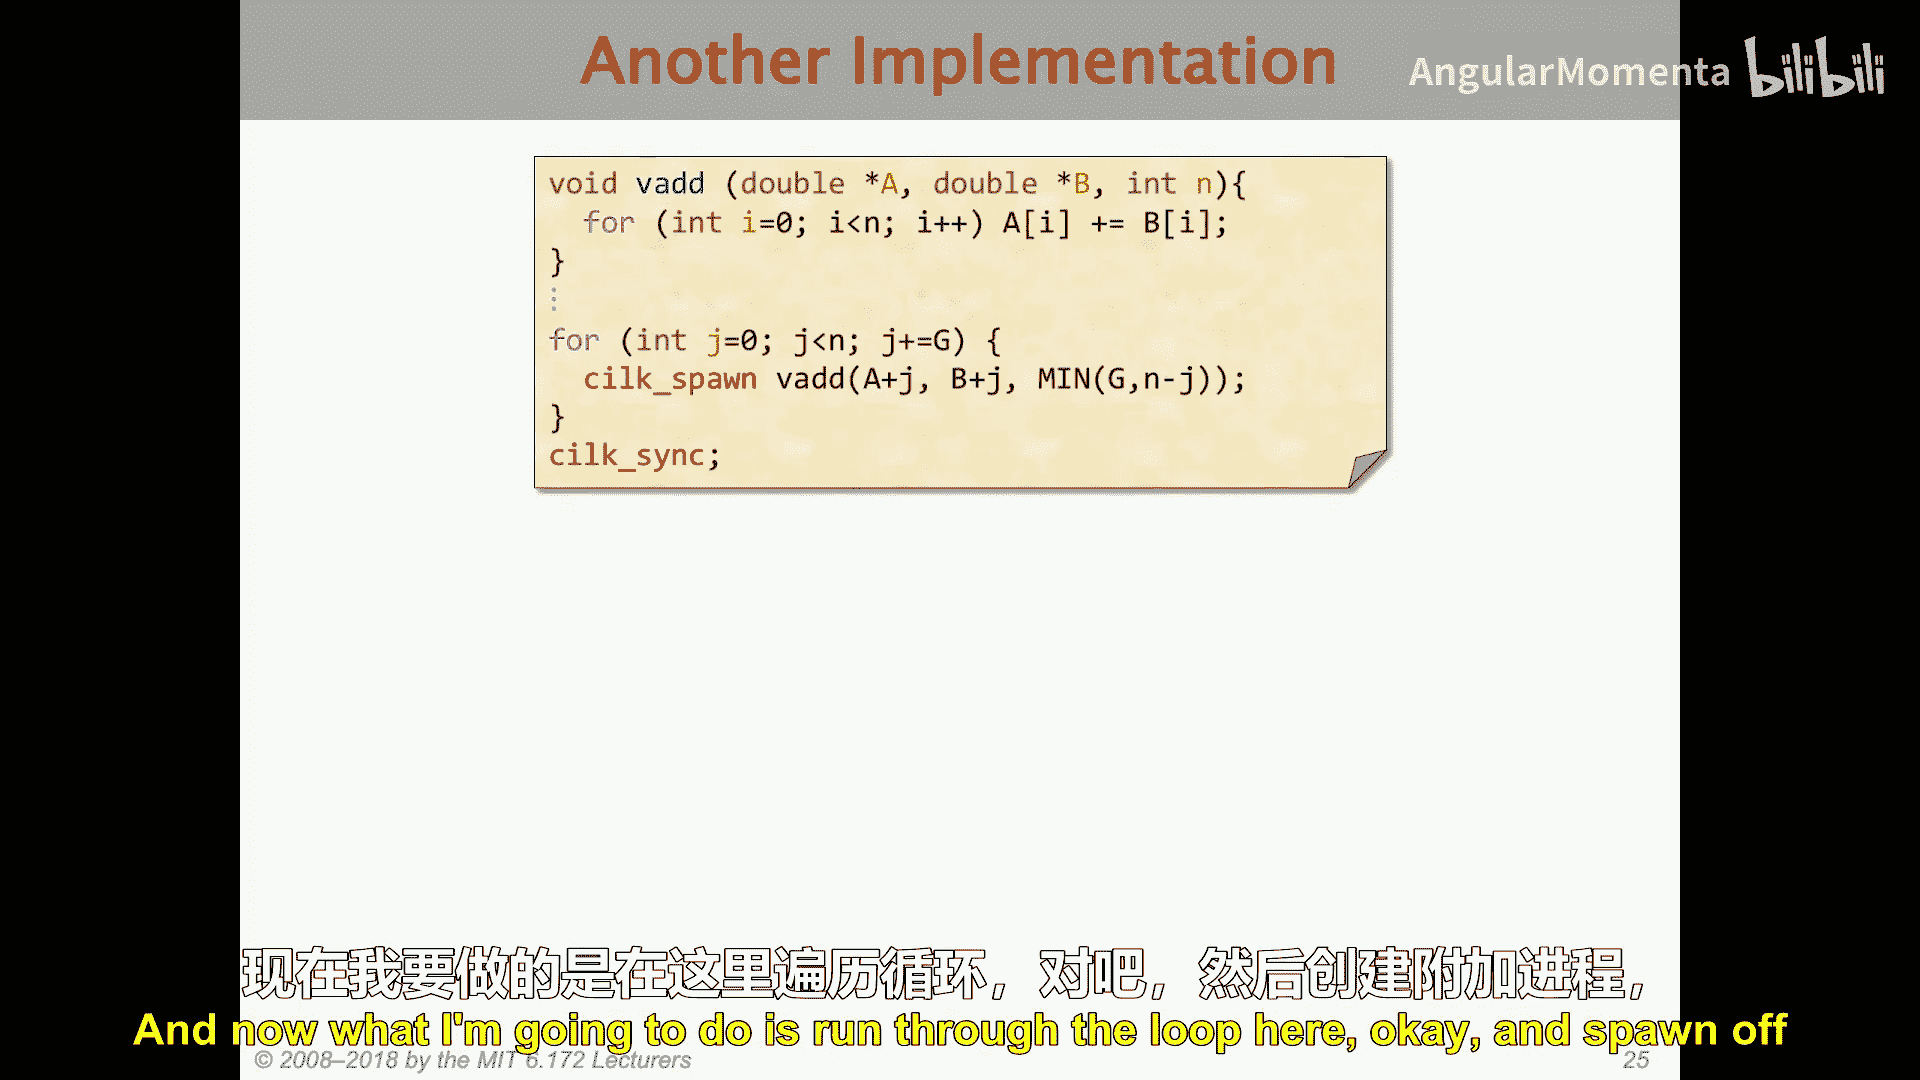 Another Implementation
AngularMomenta bilibili
void vadd (double *A, double *B, int n){
  for (int i=0; i<n; i++) A[i] += B[i];
}
⋮
for (int j=0; j<n; j+=G) {
  cilk_spawn vadd(A+j, B+j, MIN(G,n-j));
}
cilk_sync;
现在我要做的是在这里遍历循环，对吧，然后创建附加进程，
And now what I'm going to do is run through the loop here, okay, and spawn off
© 2008–2018 by the MIT 6.172 Lecturers
25